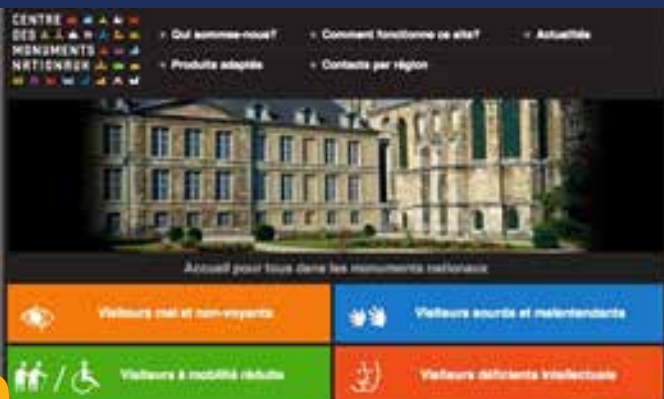 CENTRE
DES
MONUMENTS
NATIONAUX
Qui sommes-nous?
Comment fonctionne ce site?
Actualités
Produits adaptés
Contacts par région
Accueil pour tous dans les monuments nationaux
Visiteurs mal et non-voyants
Visiteurs sourds et malentendants
Visiteurs à mobilité réduite
Visiteurs déficients intellectuels